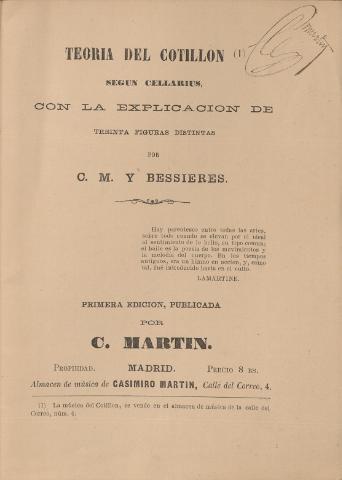 TEORIA DEL COTILLON (1)
SEGUN CELLARIUS,
CON LA EXPLICACION DE
TREINTA FIGURAS DISTINTAS
POR
C. M. Y BESSIERES.
Hay parentesco entre todas las artes,
sobre todo cuando se elevan por el ideal
al sentimiento de lo bello, su tipo comun;
el baile es la poesía de los movimientos y
la melodía del cuerpo. En los tiempos
antiguos, era un himno en accion, y, como
tal, fué introducido hasta en el culto.
LAMARTINE.
PRIMERA EDICION, PUBLICADA
POR
C. MARTIN.
PROPIEDAD. MADRID. PRECIO 8 RS.
Almacen de música de CASIMIRO MARTIN, Calle del Correo, 4.
(1) La música del Cotillon, se vende en el almacen de música de la calle del
Correo, núm. 4.